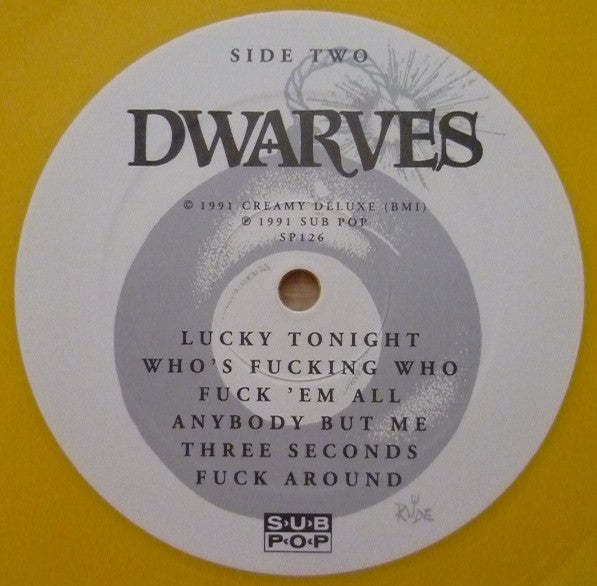 SIDE TWO
DWARVES
© 1991 CREAMY DELUXE (BMI)
℗ 1991 SUB POP
SP126
LUCKY TONIGHT
WHO'S FUCKING WHO
FUCK 'EM ALL
ANYBODY BUT ME
THREE SECONDS
FUCK AROUND
RUDE
SUB
POP